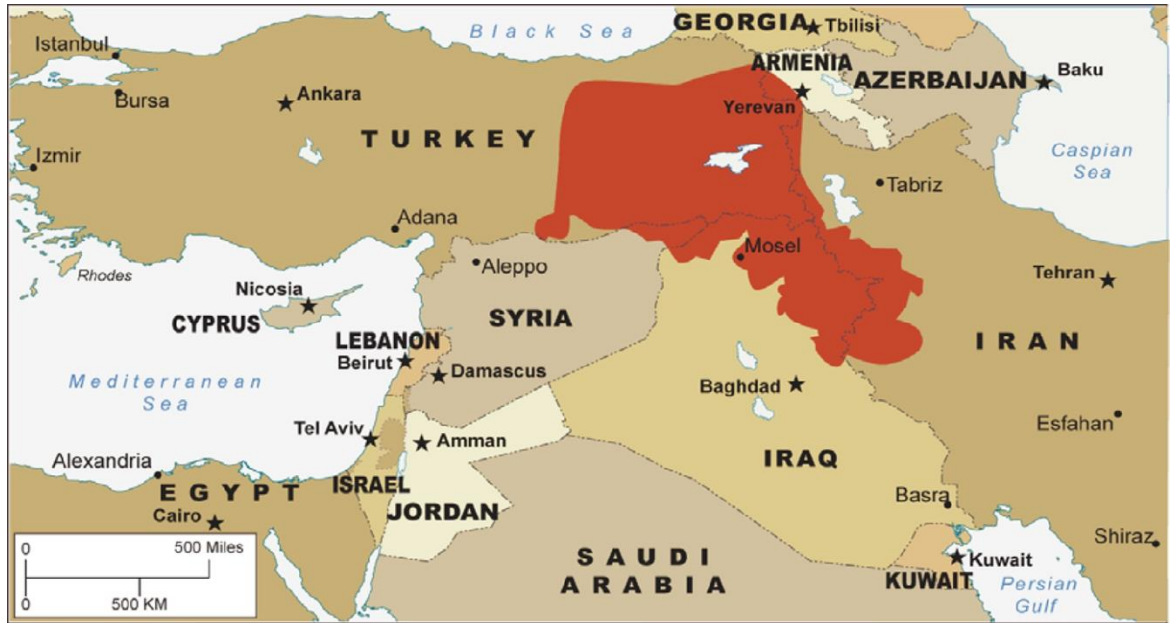 Black Sea
GEORGIA
Tbilisi
Istanbul
Bursa
Ankara
ARMENIA
Yerevan
AZERBAIJAN
Baku
TURKEY
Izmir
Caspian
Sea
Tabriz
Adana
Rhodes
Aleppo
Mosel
Nicosia
CYPRUS
SYRIA
Tehran
LEBANON
Beirut
Damascus
IRAN
Mediterranean
Sea
Baghdad
Tel Aviv
Amman
Esfahan
Alexandria
EGYPT
ISRAEL
IRAQ
Cairo
JORDAN
Basra
Shiraz
0
500 Miles
0
500 KM
SAUDI
ARABIA
KUWAIT
Kuwait
Persian
Gulf